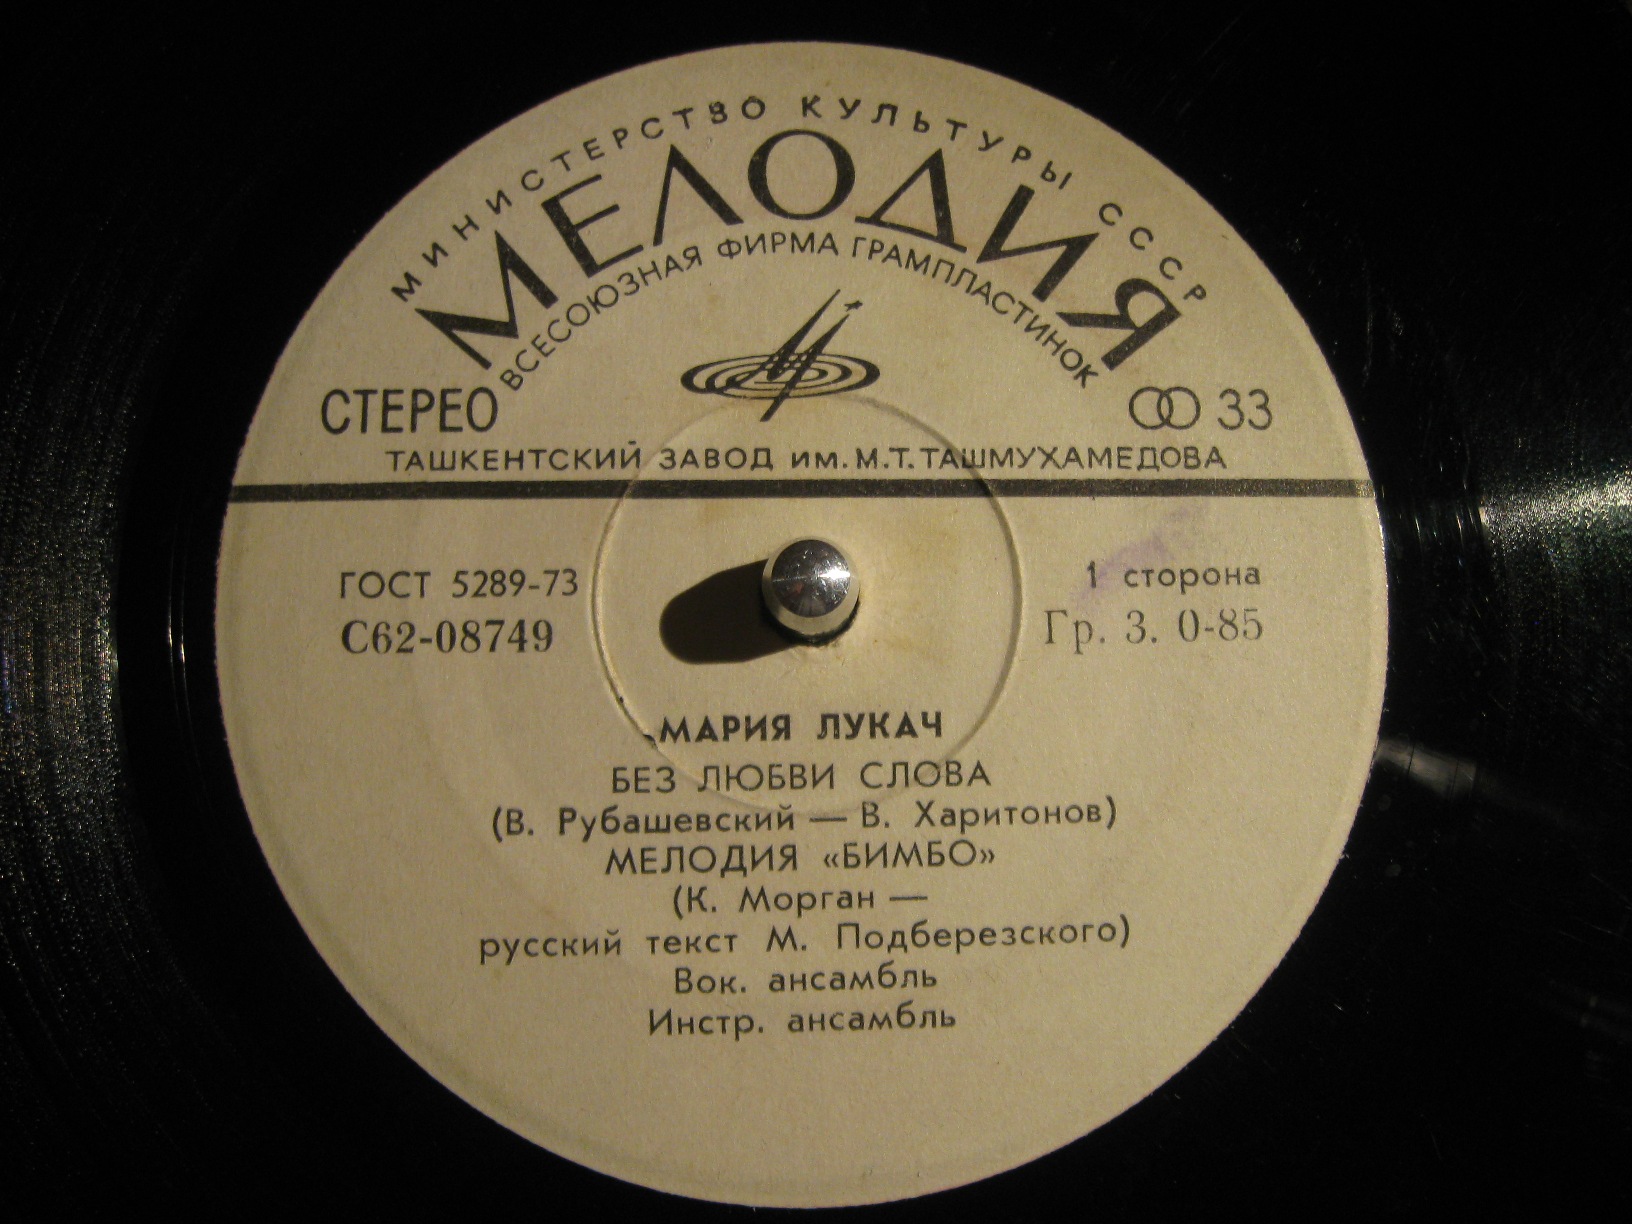 МИНИСТЕРСТВО КУЛЬТУРЫ СССР
МЕЛОДИЯ
ВСЕСОЮЗНАЯ ФИРМА ГРАМПЛАСТИНОК
СТЕРЕО
33
ТАШКЕНТСКИЙ ЗАВОД ИМ. М.Т. ТАШМУХАМЕДОВА
ГОСТ 5289-73
1 сторона
С62-08749
Гр. 3. 0-85
МАРИЯ ЛУКАЧ
БЕЗ ЛЮБВИ СЛОВА
(В. Рубашевский — В. Харитонов)
МЕЛОДИЯ «БИМБО»
(К. Морган —
русский текст М. Подберезского)
Вок. ансамбль
Инстр. ансамбль